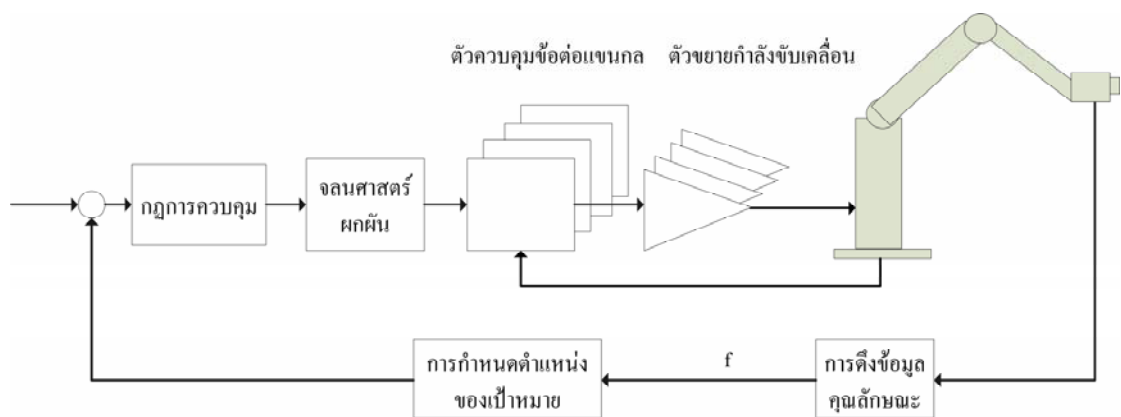 ตัวควบคุมข้อต่อแขนกล
ตัวขยายกำลังขับเคลื่อน
กฏการควบคุม
จลนศาสตร์
ผกผัน
การกำหนดตำแหน่ง
ของเป้าหมาย
f
การดึงข้อมูล
คุณลักษณะ